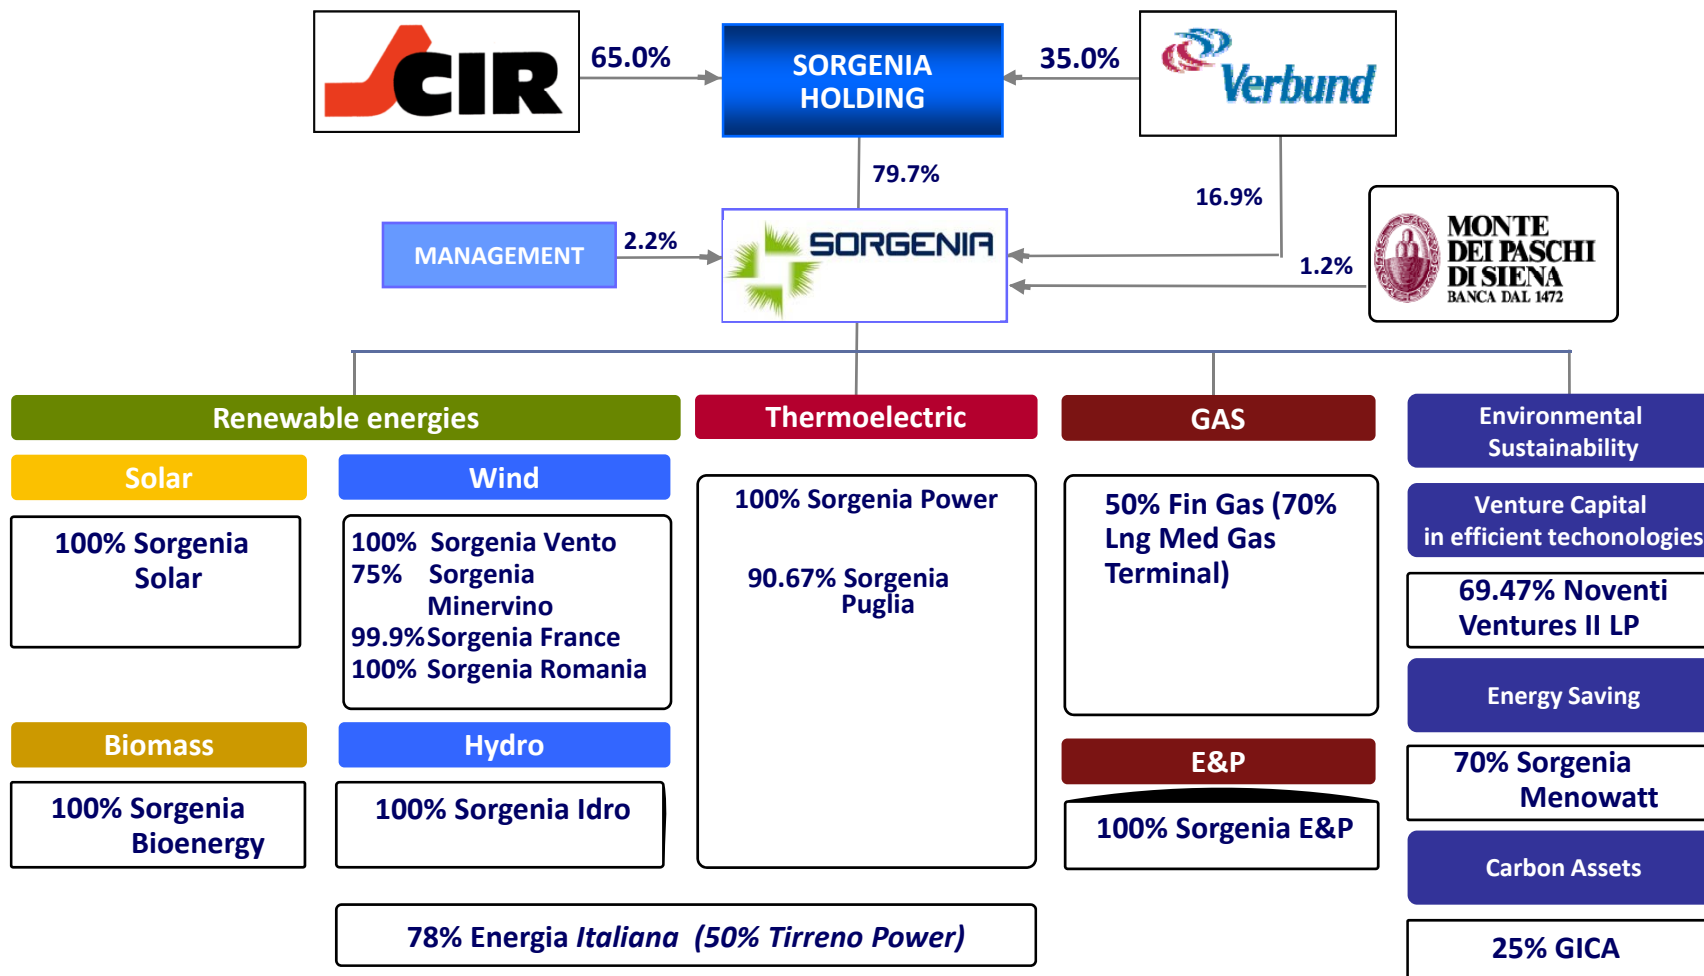 CIR
65.0%
SORGENIA
HOLDING
35.0%
Verbund
79.7%
16.9%
MANAGEMENT
2.2%
SORGENIA
1.2%
MONTE
DEI PASCHI
DI SIENA
BANCA DAL 1472
Renewable energies
Solar
100% Sorgenia
Solar
Wind
100% Sorgenia Vento
75% Sorgenia
Minervino
99.9% Sorgenia France
100% Sorgenia Romania
Biomass
100% Sorgenia
Bioenergy
Hydro
100% Sorgenia Idro
Thermoelectric
100% Sorgenia Power
90.67% Sorgenia
Puglia
78% Energia Italiana (50% Tirreno Power)
GAS
50% Fin Gas (70%
Lng Med Gas
Terminal)
E&P
100% Sorgenia E&P
Environmental
Sustainability
Venture Capital
in efficient techonologies
69.47% Noventi
Ventures II LP
Energy Saving
70% Sorgenia
Menowatt
Carbon Assets
25% GICA